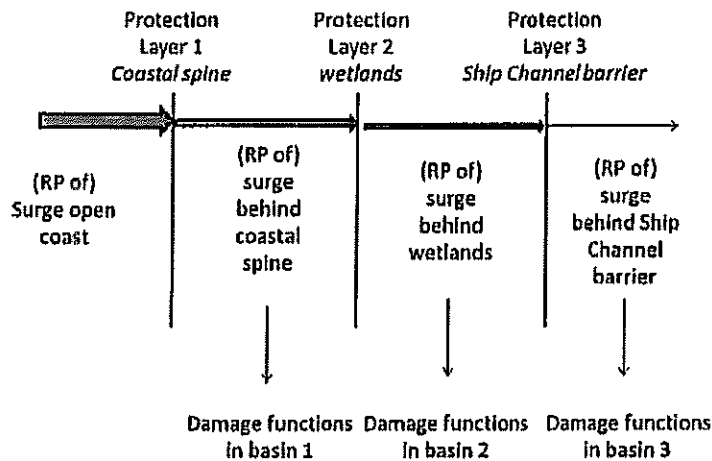 Protection
Layer 1
Coastal spine
Protection
Layer 2
wetlands
Protection
Layer 3
Ship Channel barrier
(RP of)
Surge open
coast
(RP of)
surge
behind
coastal
spine
(RP of)
surge
behind
wetlands
(RP of)
surge
behind Ship
Channel
barrier
Damage functions
in basin 1
Damage functions
in basin 2
Damage functions
in basin 3